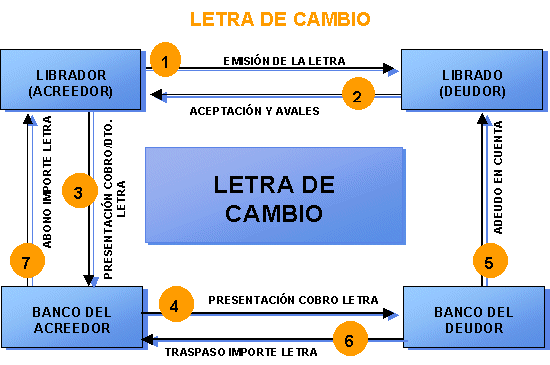 LETRA DE CAMBIO
1
EMISIÓN DE LA LETRA
LIBRADOR
(ACREEDOR)
LIBRADO
(DEUDOR)
2
ACEPTACIÓN Y AVALES
ABONO IMPORTE LETRA
3
PRESENTACIÓN COBRO/DTO.
LETRA
LETRA DE
CAMBIO
ADEUDO EN CUENTA
7
5
BANCO DEL
ACREEDOR
4
PRESENTACIÓN COBRO LETRA
BANCO DEL
DEUDOR
6
TRASPASO IMPORTE LETRA